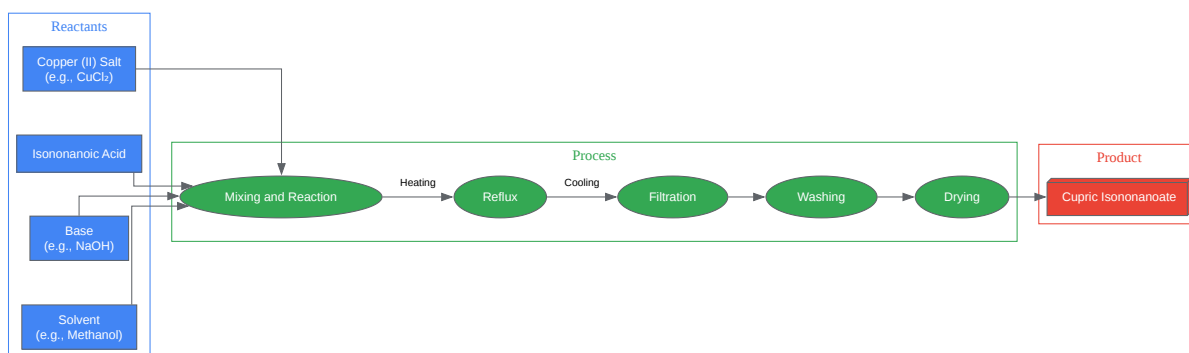 Reactants
Copper (II) Salt
(e.g., CuCl₂)
Isononanoic Acid
Base
(e.g., NaOH)
Solvent
(e.g., Methanol)
Process
Mixing and Reaction
Heating
Reflux
Cooling
Filtration
Washing
Drying
Product
Cupric Isononanoate